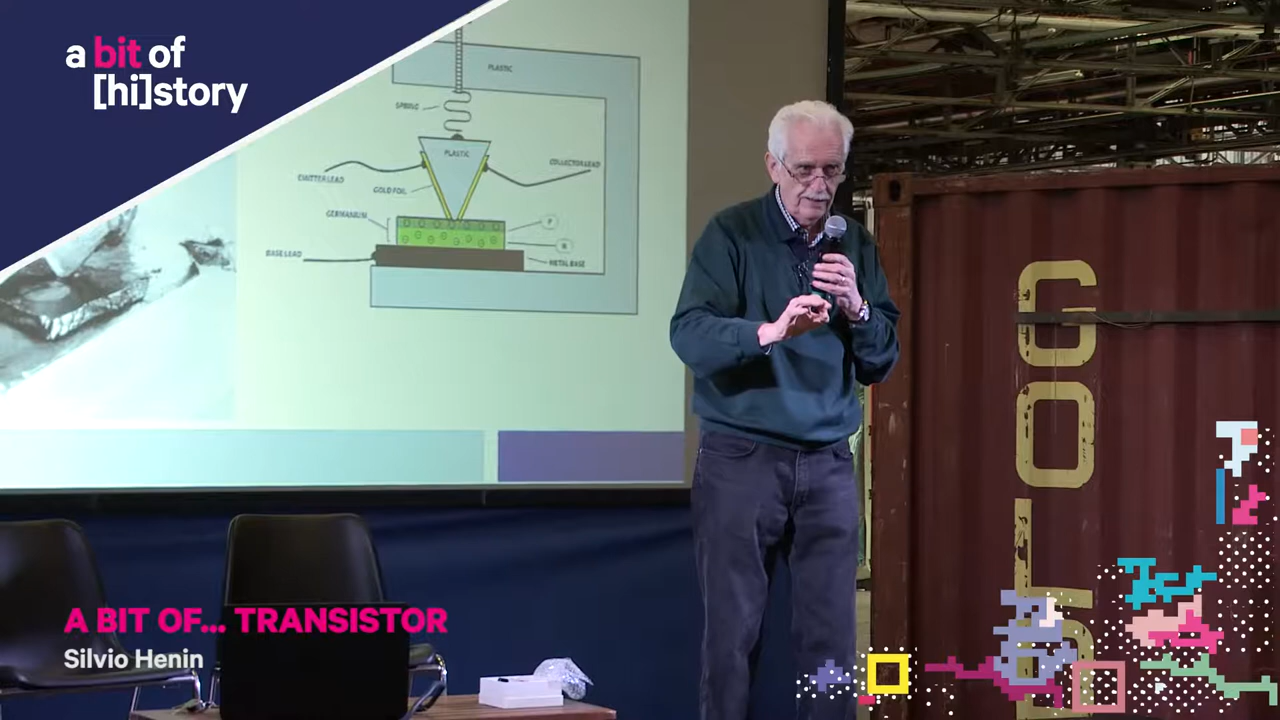 a bit of
[hi]story
PLASTIC
SPRING
PLASTIC
COLLECTOR LEAD
EMITTER LEAD
GOLD FOIL
GERMANIUM
P
N
BASE LEAD
METAL BASE
GOL
A BIT OF... TRANSISTOR
Silvio Henin